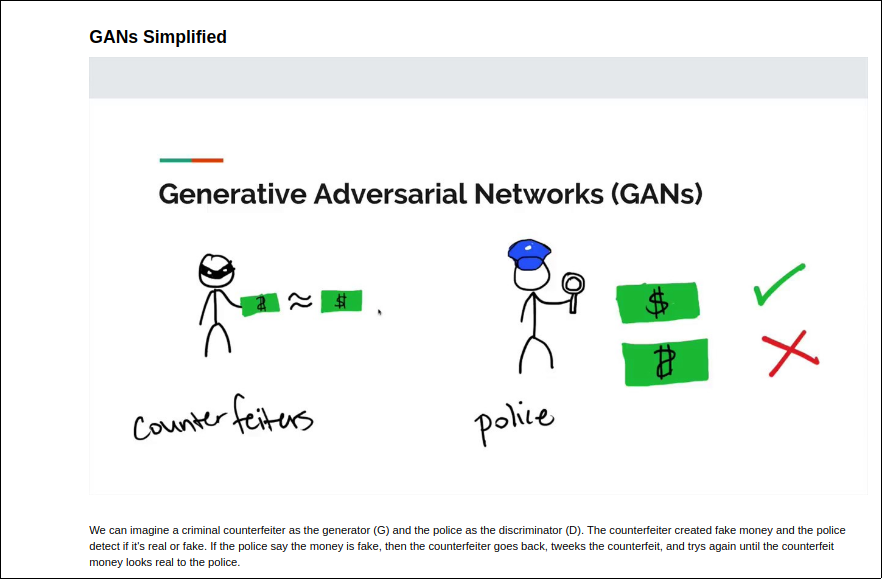 GANs Simplified
Generative Adversarial Networks (GANs)
≈ $
$
counterfeiters
police
We can imagine a criminal counterfeiter as the generator (G) and the police as the discriminator (D). The counterfeiter created fake money and the police
detect if it's real or fake. If the police say the money is fake, then the counterfeiter goes back, tweaks the counterfeit, and trys again until the counterfeit
money looks real to the police.